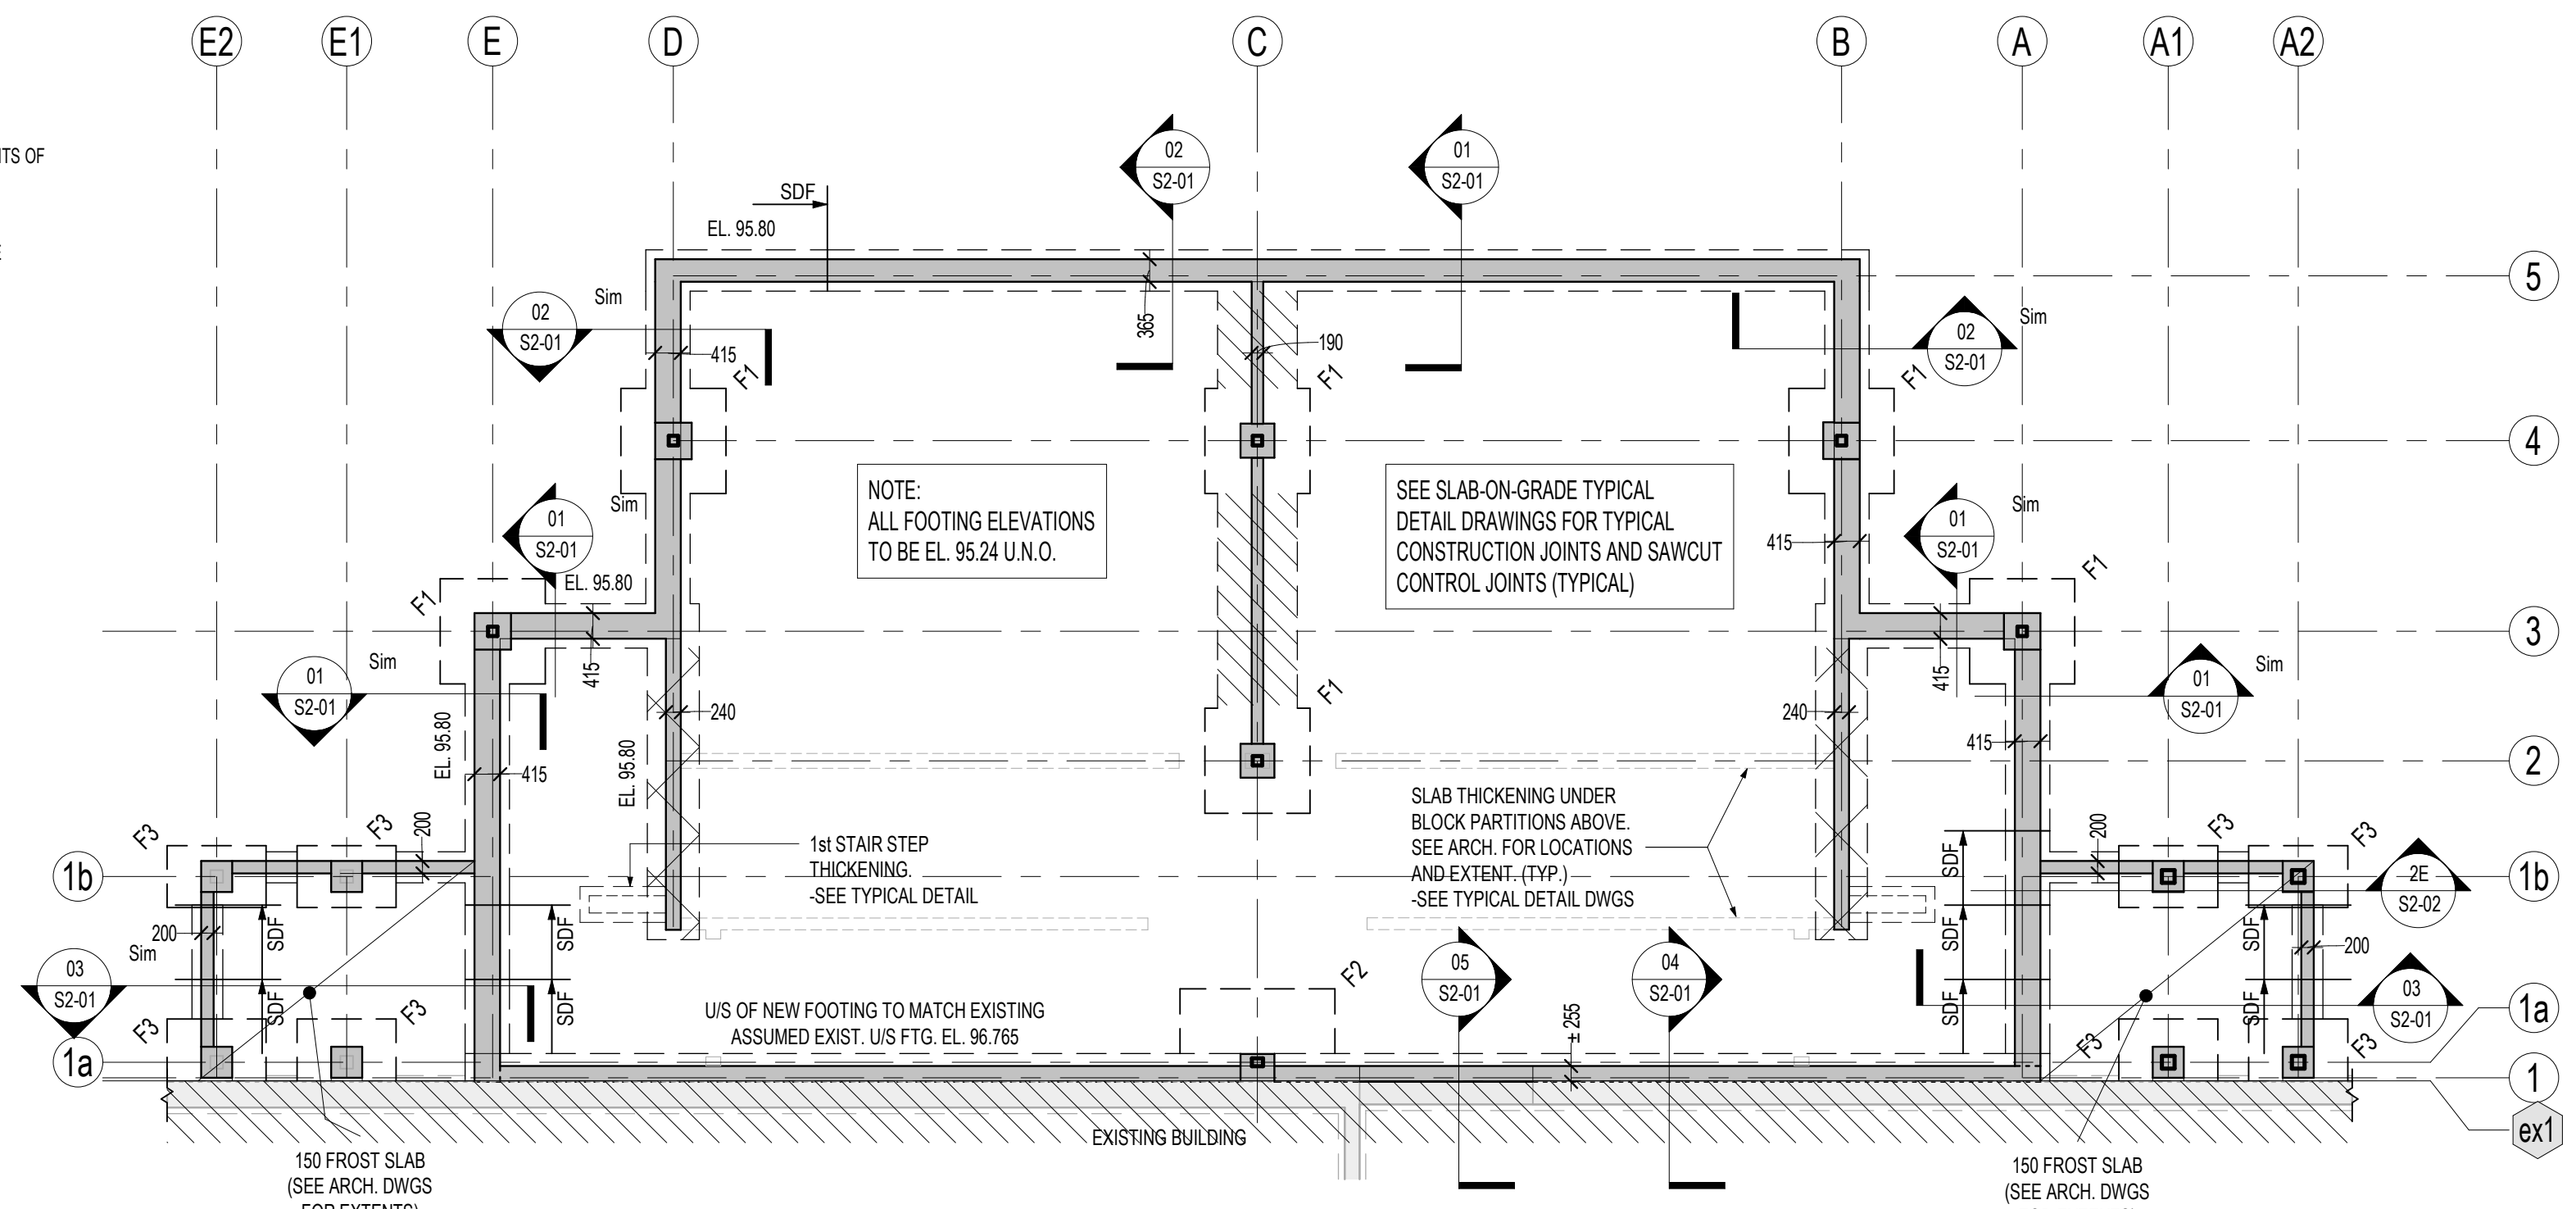 E2 E1 E D C B A A1 A2
ITS OF
02
S2-01
01
S2-01
SDF
EL. 95.80
5
Sim
02
S2-01
365
190
415
F1
F1
F1
02
S2-01
Sim
4
NOTE:
ALL FOOTING ELEVATIONS
TO BE EL. 95.24 U.N.O.
SEE SLAB-ON-GRADE TYPICAL
DETAIL DRAWINGS FOR TYPICAL
CONSTRUCTION JOINTS AND SAWCUT
CONTROL JOINTS (TYPICAL)
Sim
01
S2-01
Sim
01
S2-01
415
EL. 95.80
F1
F1
3
415
415
Sim
01
S2-01
Sim
01
S2-01
F1
240
240
EL. 95.80
415
EL. 95.80
415
2
SLAB THICKENING UNDER
BLOCK PARTITIONS ABOVE.
SEE ARCH. FOR LOCATIONS
AND EXTENT. (TYP.)
-SEE TYPICAL DETAIL DWGS
1st STAIR STEP
THICKENING.
-SEE TYPICAL DETAIL
F3
F3
200
200
F3
F3
1b
1b
2E
S2-02
SDF
SDF
SDF
SDF
SDF
SDF
200
200
Sim
03
S2-01
05
S2-01
04
S2-01
03
S2-01
F2
SDF
SDF
SDF
F3
F3
F3
F3
U/S OF NEW FOOTING TO MATCH EXISTING
ASSUMED EXIST. U/S FTG. EL. 96.765
± 255
1a
1a
1
ex1
EXISTING BUILDING
150 FROST SLAB
(SEE ARCH. DWGS
FOR EXTENTS)
150 FROST SLAB
(SEE ARCH. DWGS